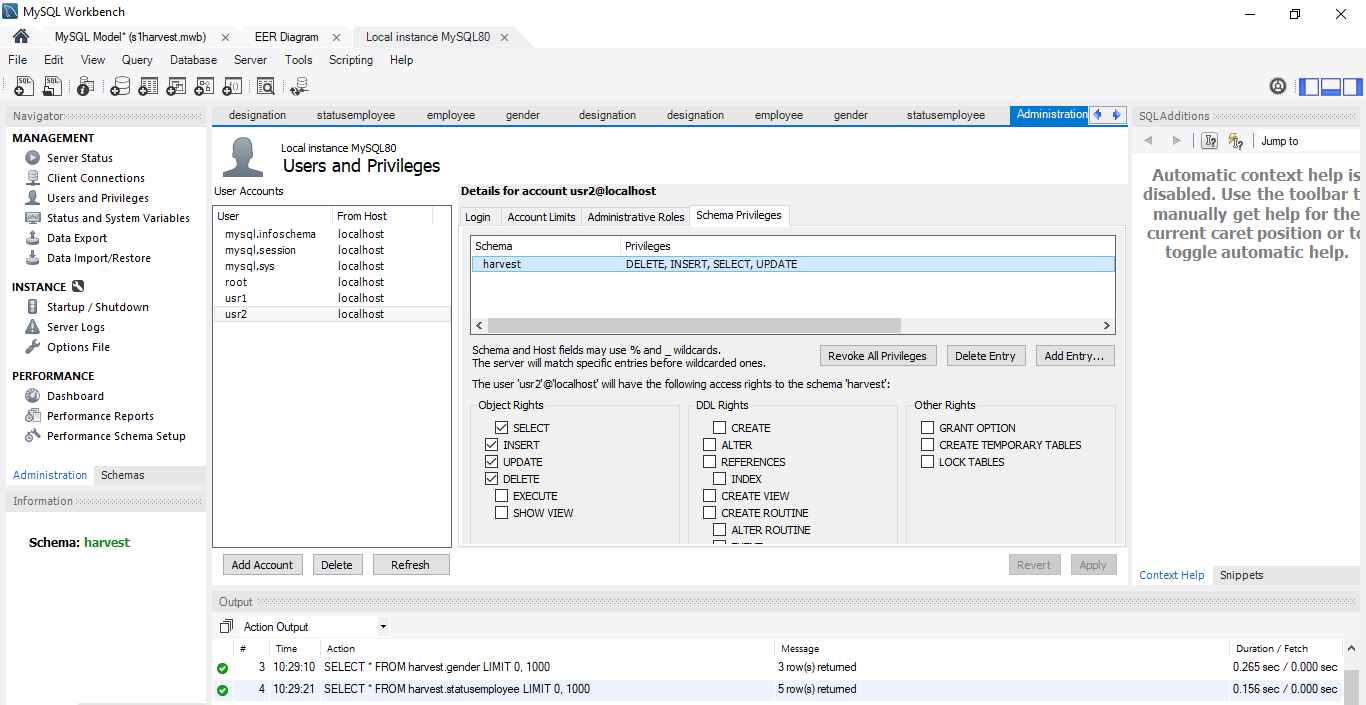 MySQL Workbench
MySQL Model* (s1harvest.mwb) EER Diagram Local instance MySQL80
File Edit View Query Database Server Tools Scripting Help
Navigator
MANAGEMENT
Server Status
Client Connections
Users and Privileges
Status and System Variables
Data Export
Data Import/Restore
INSTANCE
Startup / Shutdown
Server Logs
Options File
PERFORMANCE
Dashboard
Performance Reports
Performance Schema Setup
Administration Schemas
Information
Schema: harvest
designation statusemployee employee gender designation designation employee gender statusemployee Administration
Local instance MySQL80
Users and Privileges
User Accounts
User From Host
mysql.infoschema localhost
mysql.session localhost
mysql.sys localhost
root localhost
usr1 localhost
usr2 localhost
Add Account Delete Refresh
Details for account usr2@localhost
Login Account Limits Administrative Roles Schema Privileges
Schema Privileges
harvest DELETE, INSERT, SELECT, UPDATE
Schema and Host fields may use % and _ wildcards.
The server will match specific entries before wildcarded ones.
Revoke All Privileges Delete Entry Add Entry...
The user 'usr2'@'localhost' will have the following access rights to the schema 'harvest':
Object Rights
SELECT
INSERT
UPDATE
DELETE
EXECUTE
SHOW VIEW
DDL Rights
CREATE
ALTER
REFERENCES
INDEX
CREATE VIEW
CREATE ROUTINE
ALTER ROUTINE
Other Rights
GRANT OPTION
CREATE TEMPORARY TABLES
LOCK TABLES
Revert Apply
SQLAdditions
Jump to
Automatic context help is
disabled. Use the toolbar t
manually get help for the
current caret position or to
toggle automatic help.
Context Help Snippets
Output
Action Output
# Time Action Message Duration / Fetch
3 10:29:10 SELECT * FROM harvest.gender LIMIT 0, 1000 3 row(s) returned 0.265 sec / 0.000 sec
4 10:29:21 SELECT * FROM harvest.statusemployee LIMIT 0, 1000 5 row(s) returned 0.156 sec / 0.000 sec